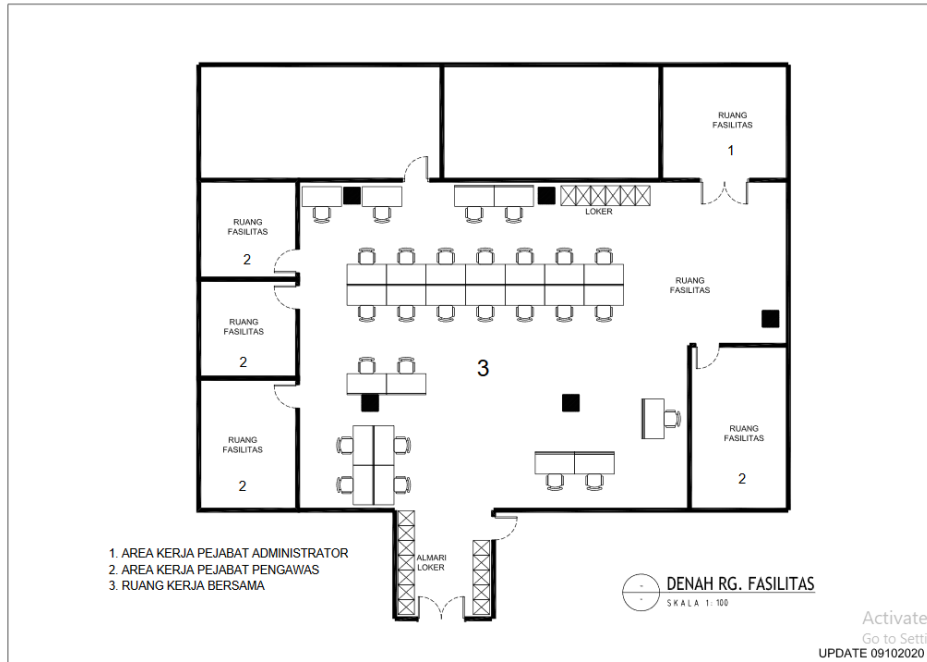 RUANG
FASILITAS
1
LOKER
RUANG
FASILITAS
2
RUANG
FASILITAS
RUANG
FASILITAS
2
3
RUANG
FASILITAS
2
RUANG
FASILITAS
2
ALMARI
LOKER
1. AREA KERJA PEJABAT ADMINISTRATOR
2. AREA KERJA PEJABAT PENGAWAS
3. RUANG KERJA BERSAMA
DENAH RG. FASILITAS
SKALA 1: 100
Activate
Go to Setti
UPDATE 09102020